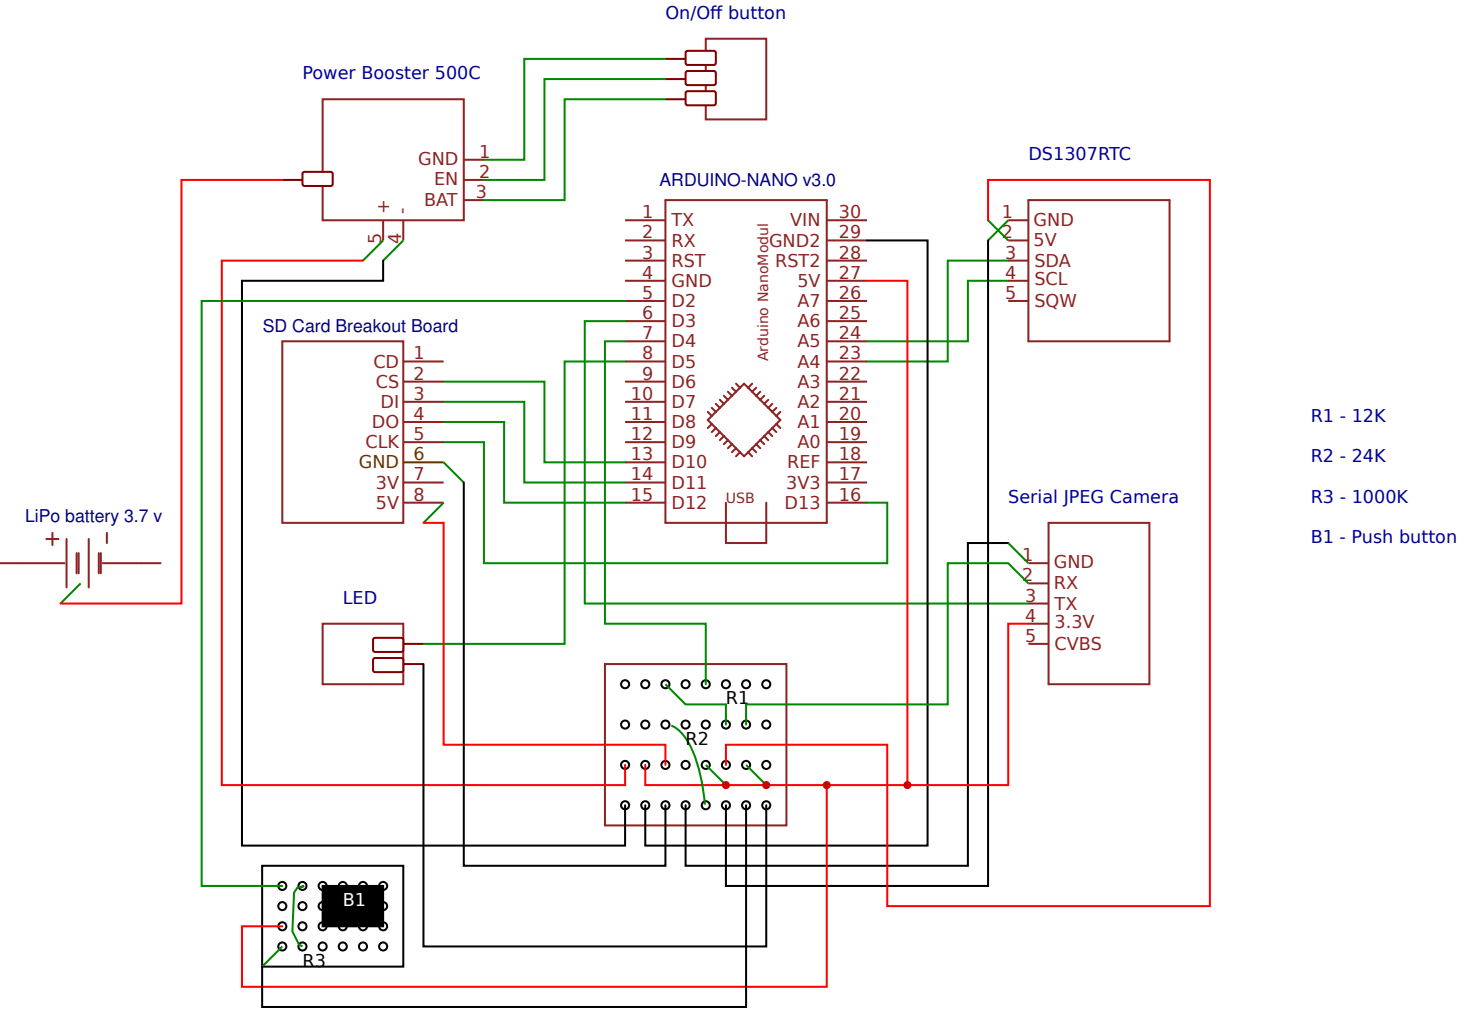 On/Off button
Power Booster 500C
GND 1
EN 2
BAT 3
+ -
5 4
ARDUINO-NANO v3.0
1 TX
2 RX
3 RST
4 GND
5 D2
6 D3
7 D4
8 D5
9 D6
10 D7
11 D8
12 D9
13 D10
14 D11
15 D12
Arduino NanoModul
USB
VIN 30
GND2 29
RST2 28
5V 27
A7 26
A6 25
A5 24
A4 23
A3 22
A2 21
A1 20
A0 19
REF 18
3V3 17
D13 16
DS1307RTC
1 GND
2 5V
3 SDA
4 SCL
5 SQW
SD Card Breakout Board
CD 1
CS 2
DI 3
DO 4
CLK 5
GND 6
3V 7
5V 8
R1 - 12K
R2 - 24K
R3 - 1000K
B1 - Push button
LiPo battery 3.7 v
+ -
Serial JPEG Camera
1 GND
2 RX
3 TX
4 3.3V
5 CVBS
LED
R1
R2
B1
R3